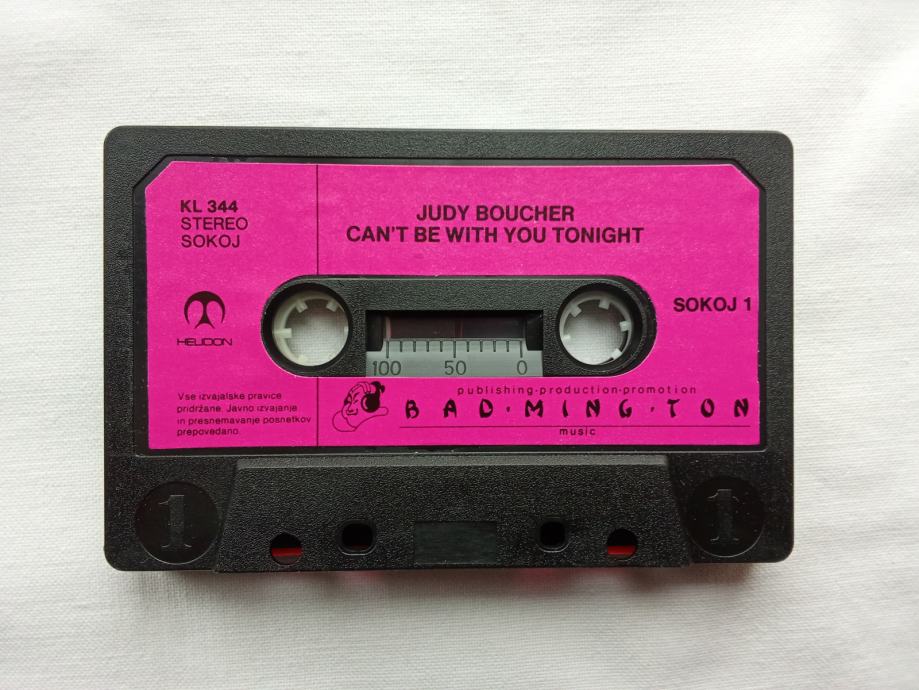 KL 344
STEREO
SOKOJ
JUDY BOUCHER
CAN'T BE WITH YOU TONIGHT
HELIDON
SOKOJ 1
100 50 0
Vse izvajalske pravice
pridržane. Javno izvajanje
in presnemavanje posnetkov
prepovedano.
publishing-production-promotion
BAD·MING·TON
music
1 1